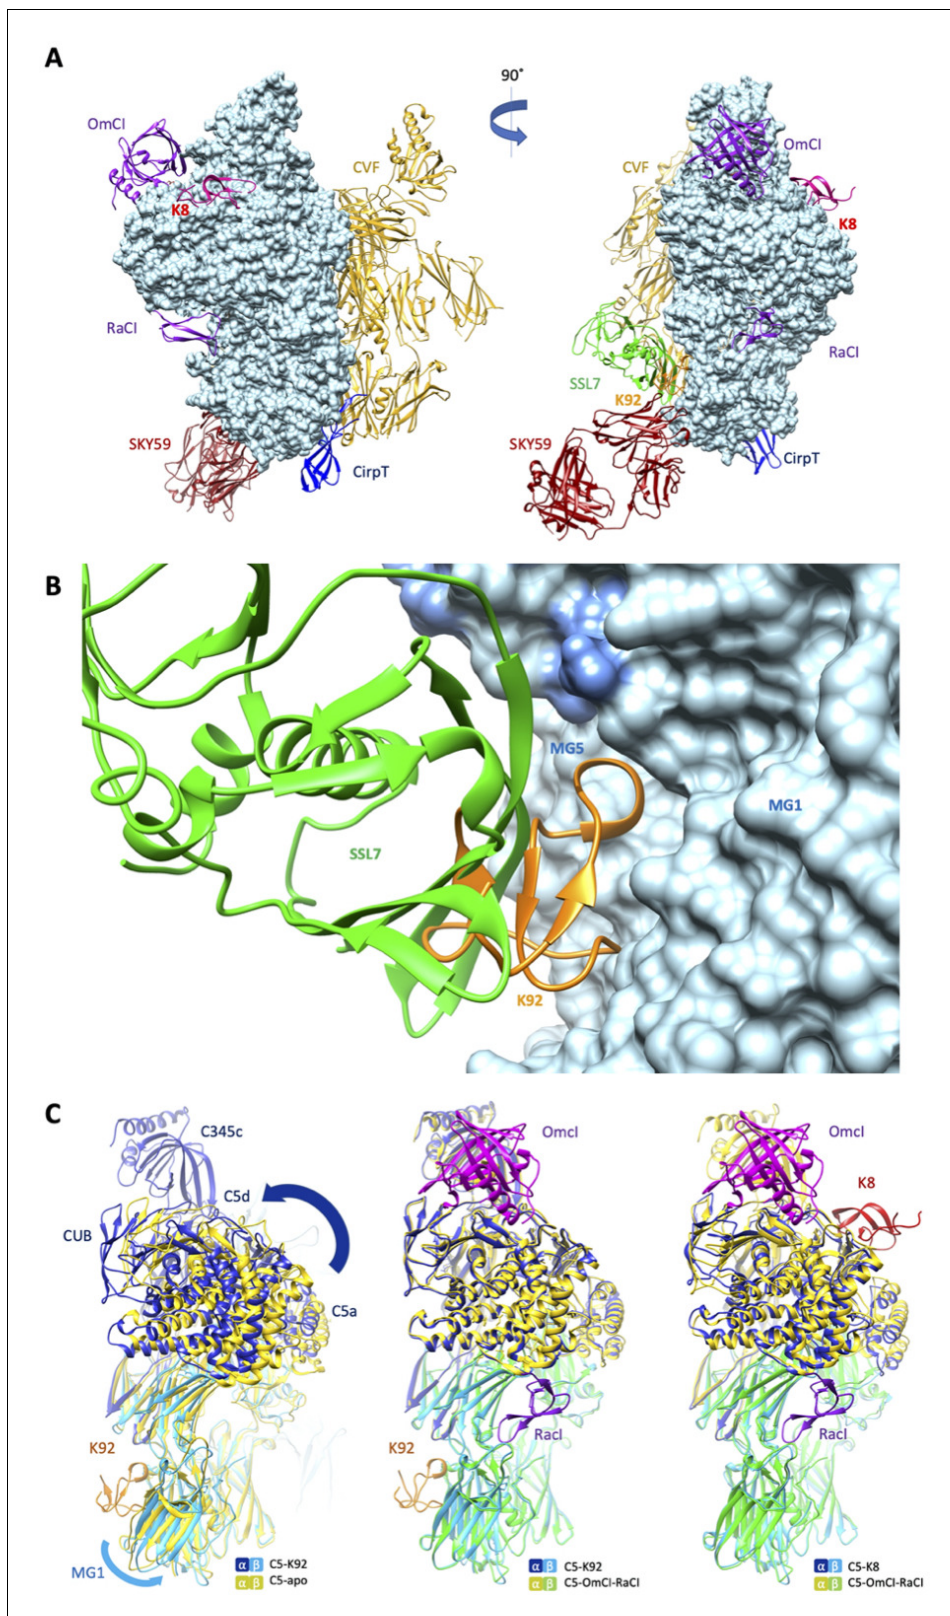 A
90°
OmCI
CVF
K8
RaCI
SKY59
CirpT
CVF
OmCI
K8
RaCI
SSL7
K92
SKY59
CirpT
B
MG5
MG1
SSL7
K92
C
C345c
C5d
CUB
C5a
K92
MG1
α β C5-K92
α β C5-apo
OmcI
RacI
K92
α β C5-K92
α β C5-OmCI-RaCI
OmcI
K8
RacI
α β C5-K8
α β C5-OmCI-RaCI